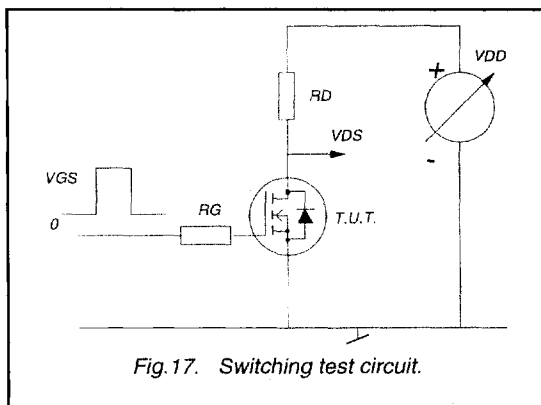 VDD
+
RD
VDS
-
VGS
0
RG
T.U.T.
Fig.17. Switching test circuit.